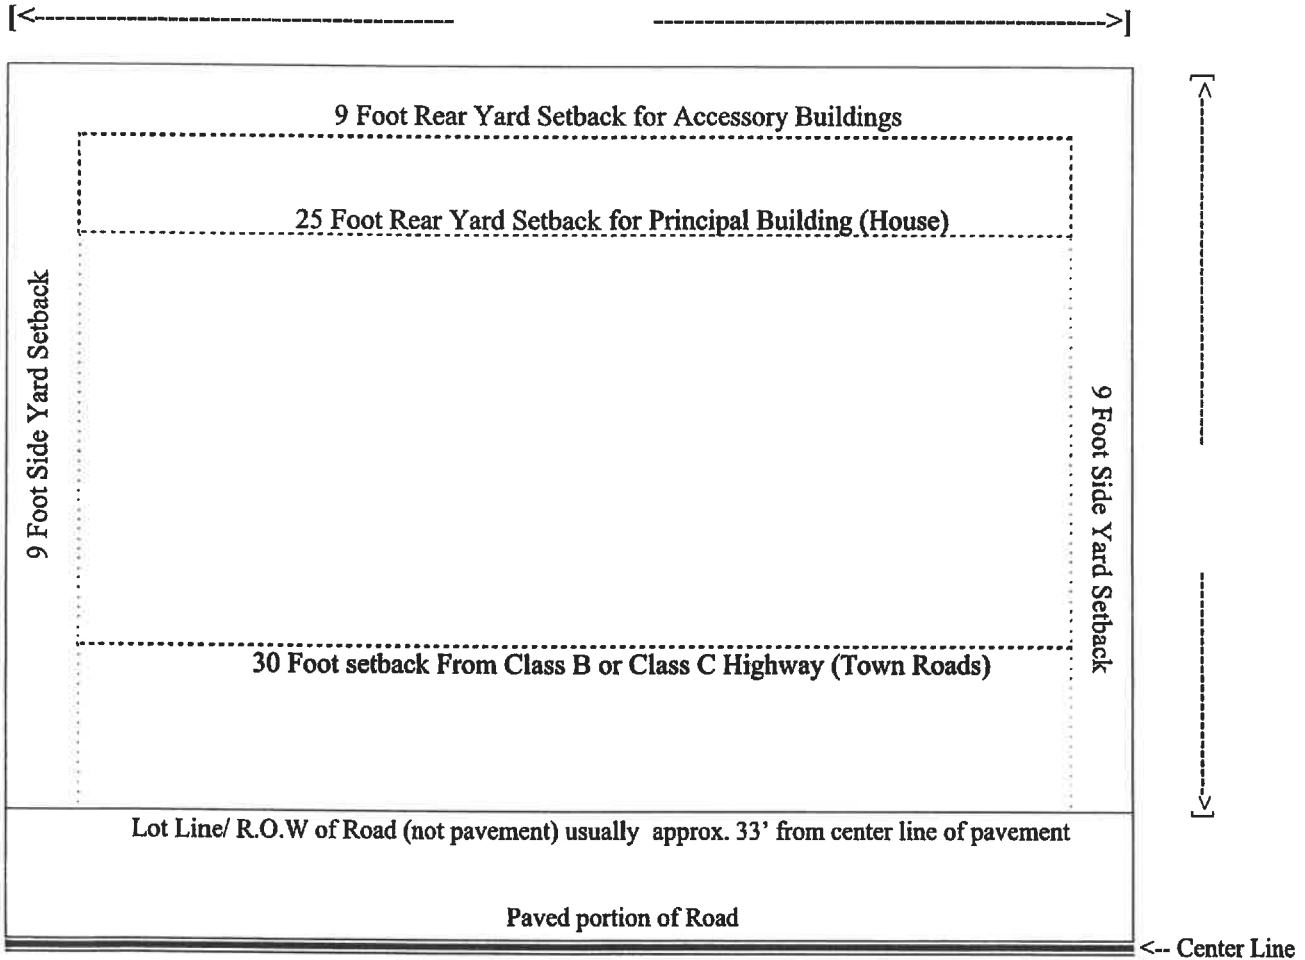 9 Foot Rear Yard Setback for Accessory Buildings
25 Foot Rear Yard Setback for Principal Building (House)
9 Foot Side Yard Setback
9 Foot Side Yard Setback
30 Foot setback From Class B or Class C Highway (Town Roads)
Lot Line/ R.O.W of Road (not pavement) usually approx. 33' from center line of pavement
Paved portion of Road
<-- Center Line